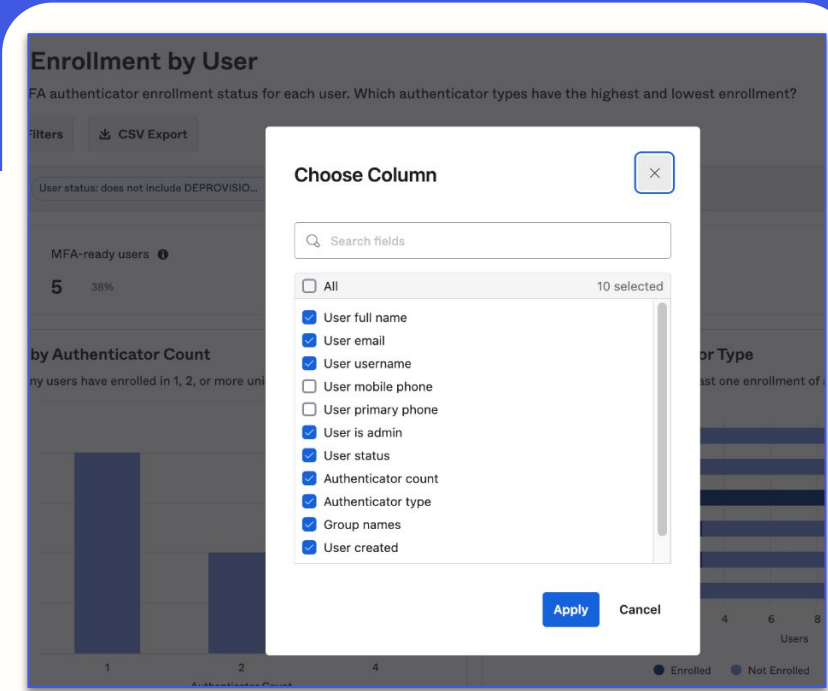 Enrollment by User
FA authenticator enrollment status for each user. Which authenticator types have the highest and lowest enrollment?
Filters
CSV Export
User status: does not include DEPROVISIO...
MFA-ready users
5 38%
by Authenticator Count
ny users have enrolled in 1, 2, or more uni
1 2 4
Authenticator Count
Choose Column
Search fields
All 10 selected
User full name
User email
User username
User mobile phone
User primary phone
User is admin
User status
Authenticator count
Authenticator type
Group names
User created
Apply Cancel
or Type
ast one enrollment of
4 6 8
Users
Enrolled Not Enrolled